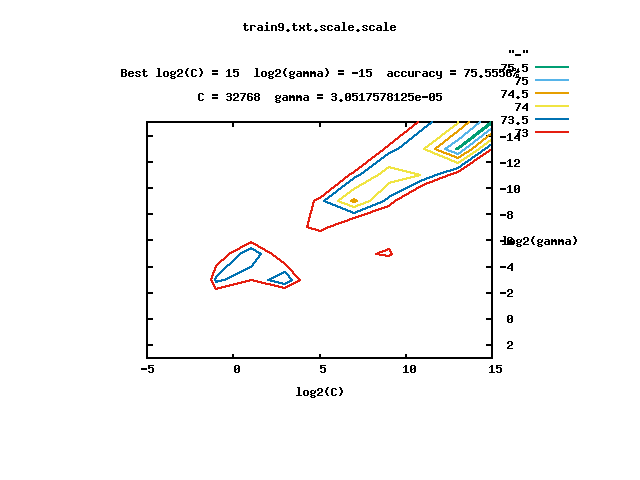 train9.txt.scale.scale
"-"
Best log2(C) = 15  log2(gamma) = -15  accuracy = 75.5556%
75.5
75
C = 32768  gamma = 3.0517578125e-05
74.5
74
73.5
73
-14
-12
-10
-8
-6
log2(gamma)
-4
-2
0
2
-5 0 5 10 15
log2(C)